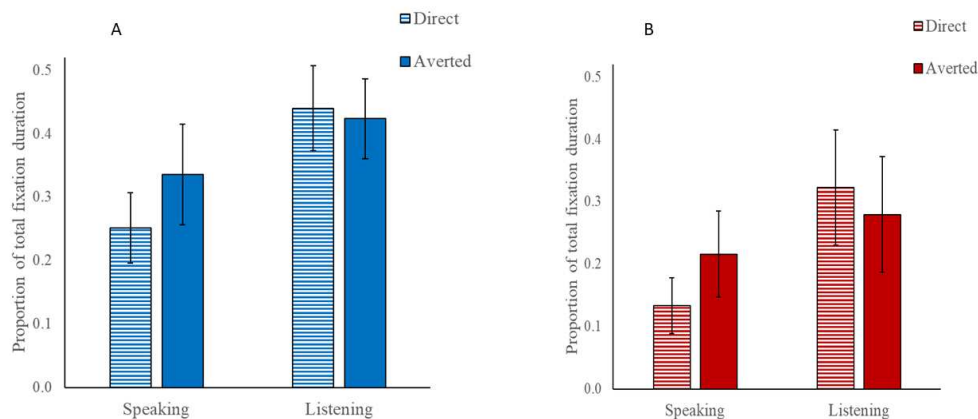 A
Direct
Averted
Proportion of total fixation duration
0.5
0.4
0.3
0.2
0.1
0.0
Speaking
Listening
B
Direct
Averted
Proportion of total fixation duration
0.5
0.4
0.3
0.2
0.1
0.0
Speaking
Listening